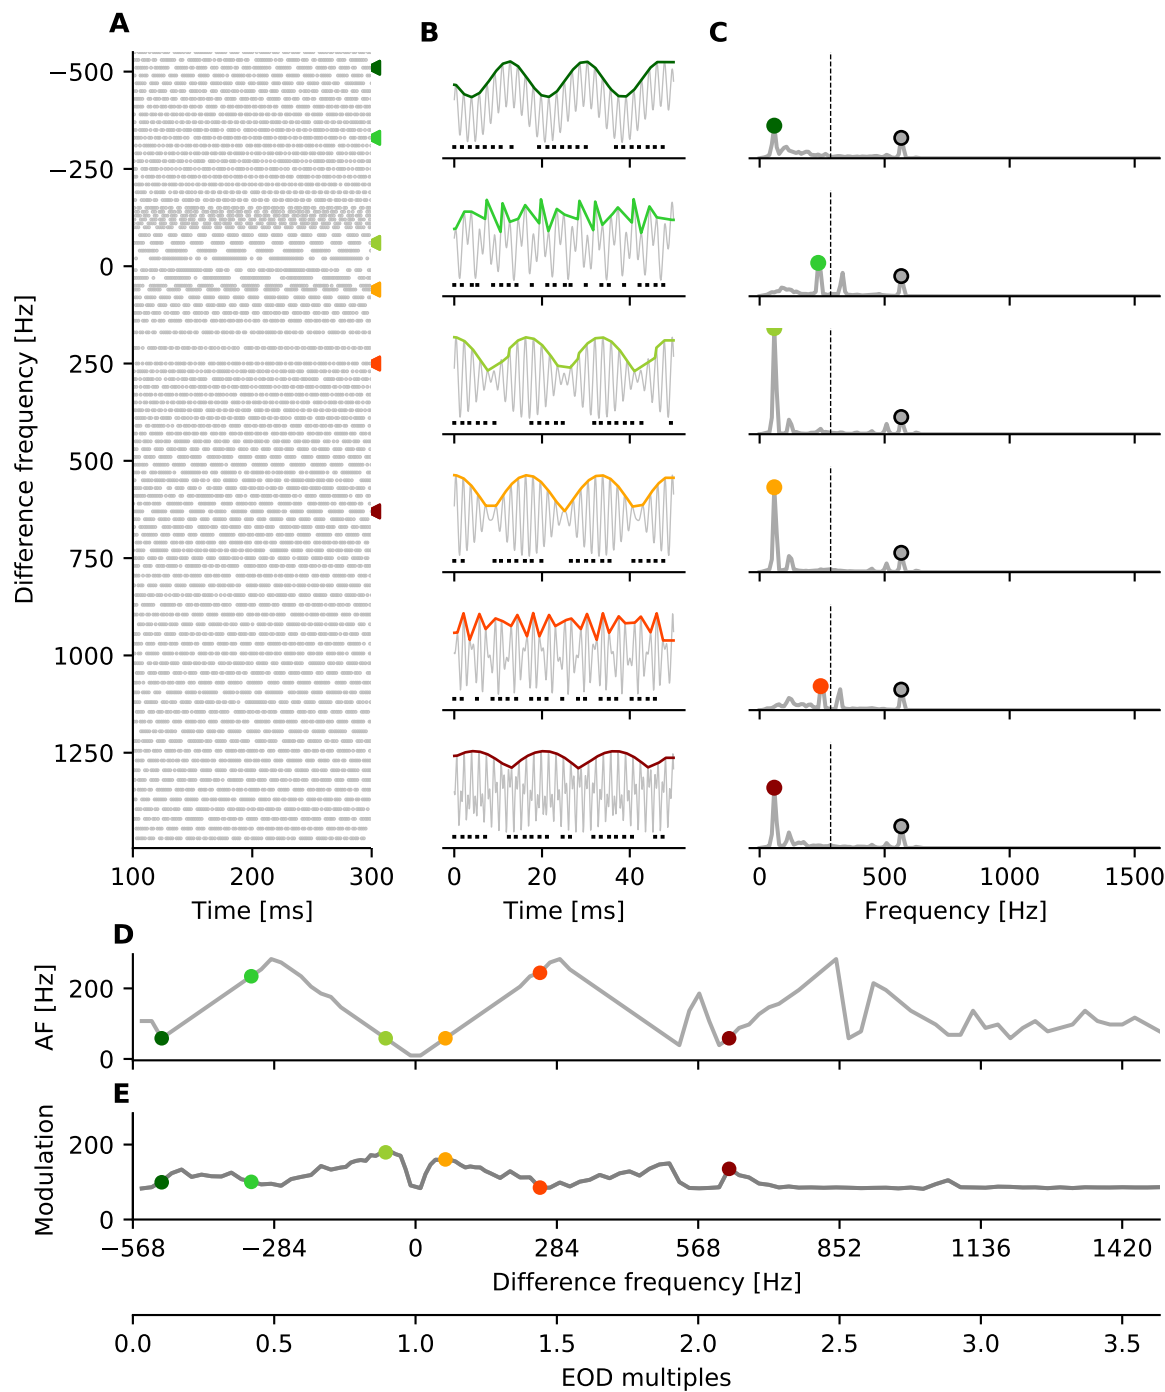 A
B
C
Difference frequency [Hz]
−500
−250
0
250
500
750
1000
1250
100 200 300
0 20 40
0 500 1000 1500
Time [ms]
Time [ms]
Frequency [Hz]
D
AF [Hz]
200
0
E
Modulation
200
0
−568 −284 0 284 568 852 1136 1420
Difference frequency [Hz]
0.0 0.5 1.0 1.5 2.0 2.5 3.0 3.5
EOD multiples